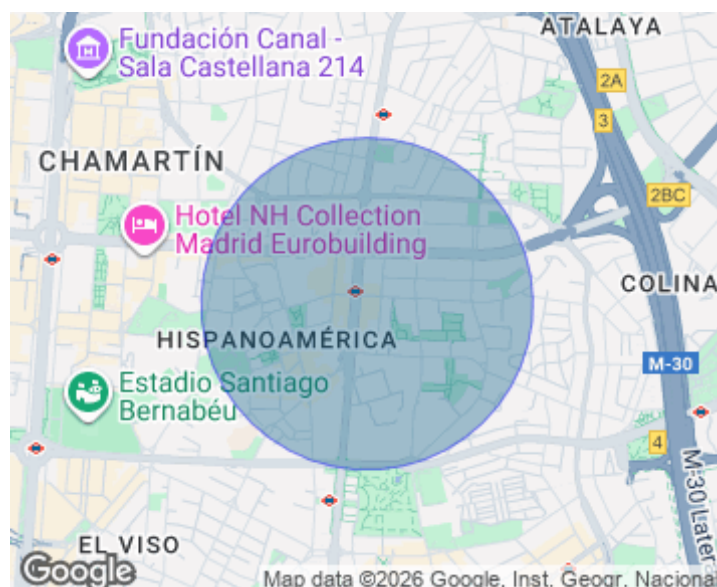 ATALAYA
Fundación Canal -
Sala Castellana 214
2A
3
CHAMARTÍN
2BC
Hotel NH Collection
Madrid Eurobuilding
COLINA
HISPANOAMÉRICA
M-30
Estadio Santiago
Bernabéu
4
M-30 Later
EL VISO
Google
Map data ©2026 Google, Inst. Geogr. Naciona